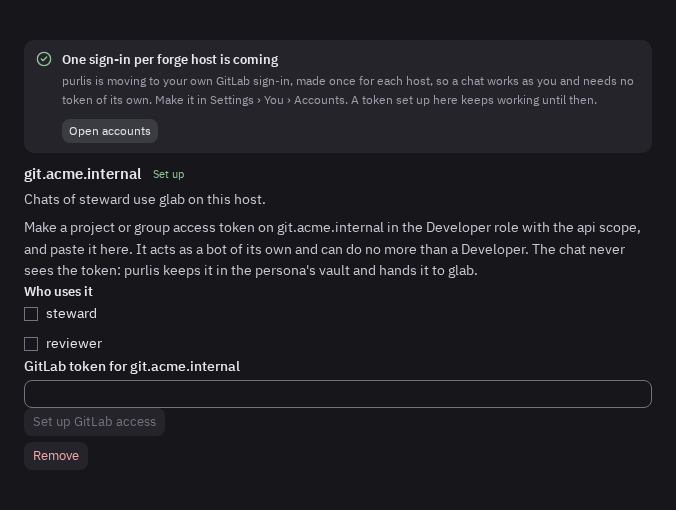 One sign-in per forge host is coming
purlis is moving to your own GitLab sign-in, made once for each host, so a chat works as you and needs no
token of its own. Make it in Settings › You › Accounts. A token set up here keeps working until then.
Open accounts
git.acme.internal Set up
Chats of steward use glab on this host.
Make a project or group access token on git.acme.internal in the Developer role with the api scope,
and paste it here. It acts as a bot of its own and can do no more than a Developer. The chat never
sees the token: purlis keeps it in the persona's vault and hands it to glab.
Who uses it
steward
reviewer
GitLab token for git.acme.internal
Set up GitLab access
Remove